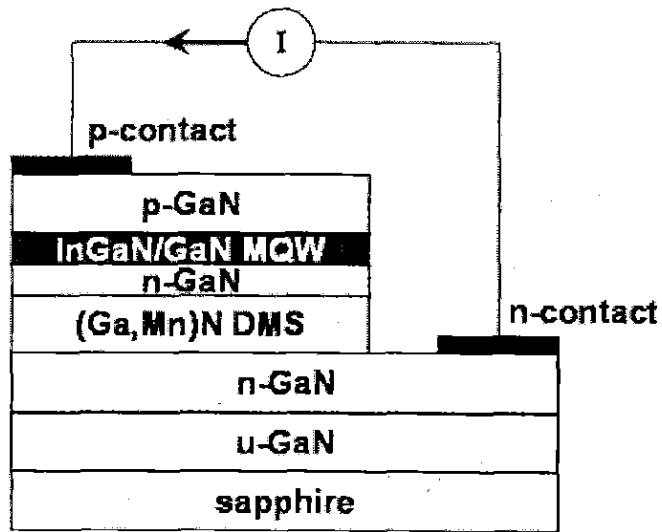 I
p-contact
p-GaN
InGaN/GaN MQW
n-GaN
(Ga,Mn)N DMS
n-contact
n-GaN
u-GaN
sapphire